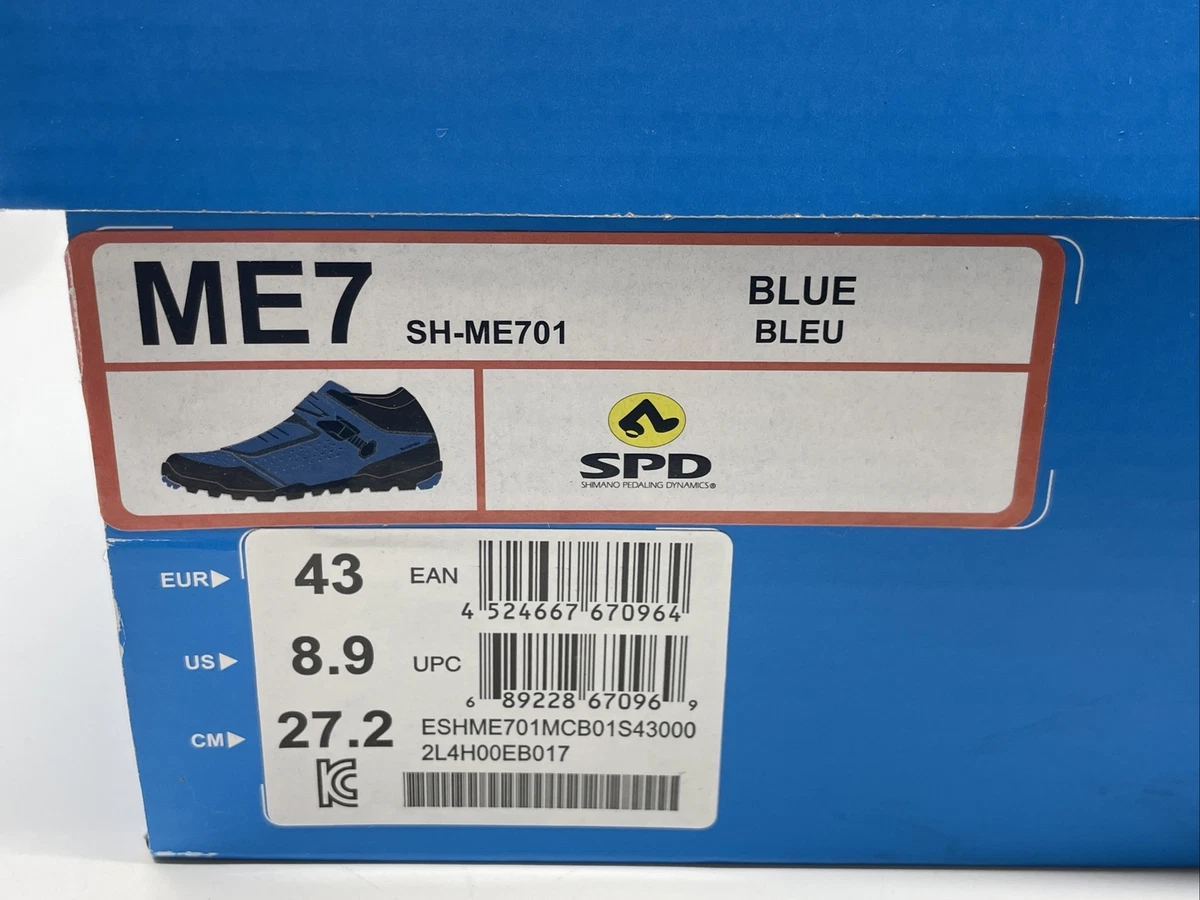 ME7 SH-ME701
BLUE
BLEU
SPD
SHIMANO PEDALING DYNAMICS®
EUR▶ 43
EAN
4 524667 670964
US▶ 8.9
UPC
6 89228 67096 9
CM▶ 27.2
ESHME701MCB01S43000
2L4H00EB017
KC